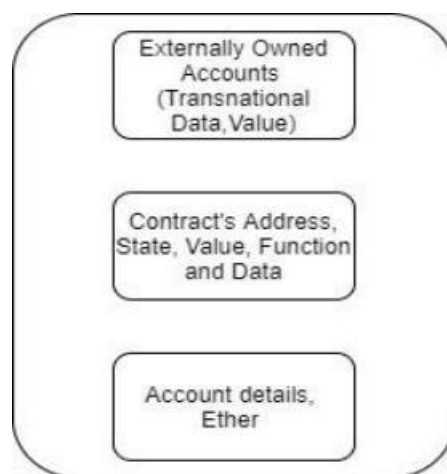 Externally Owned
Accounts
(Transnational
Data,Value)
Contract's Address,
State, Value, Function
and Data
Account details,
Ether